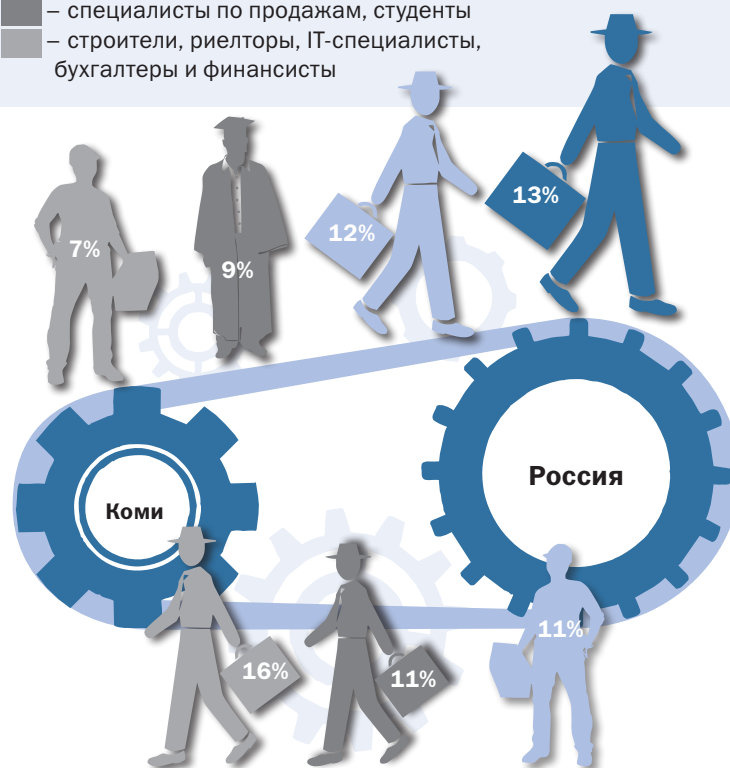 – специалисты по продажам, студенты
– строители, риелторы, IT-специалисты,
бухгалтеры и финансисты
7%
9%
12%
13%
Коми
Россия
16%
11%
11%